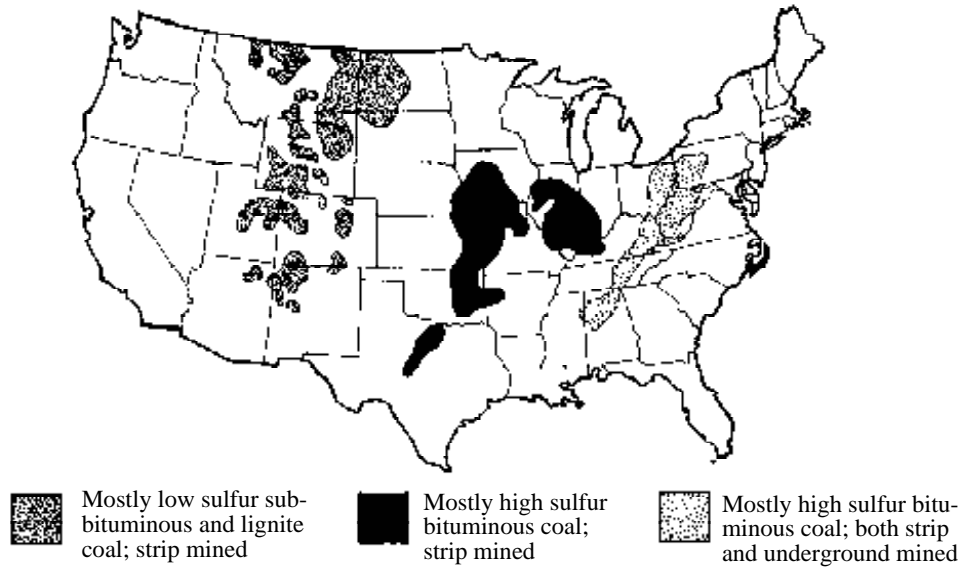 Mostly low sulfur sub-
bituminous and lignite
coal; strip mined
Mostly high sulfur
bituminous coal;
strip mined
Mostly high sulfur bitu-
minous coal; both strip
and underground mined